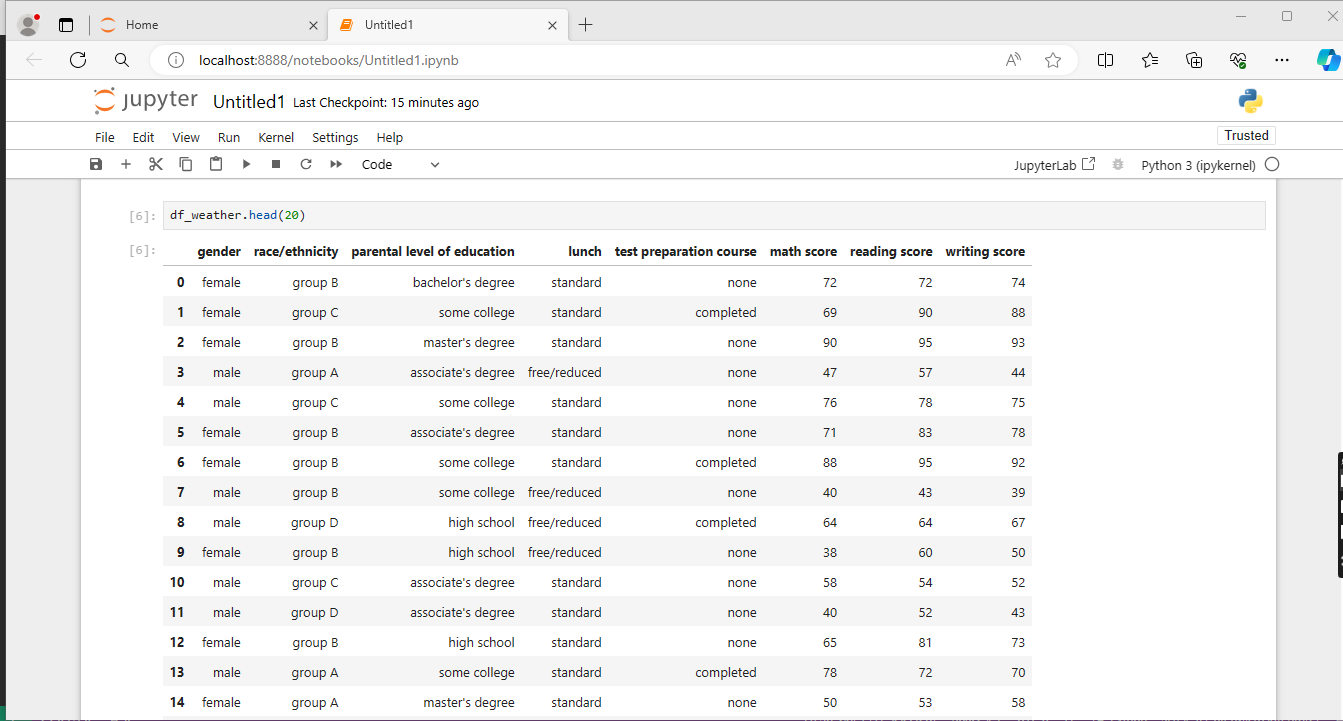 Home
Untitled1
localhost:8888/notebooks/Untitled1.ipynb
jupyter Untitled1 Last Checkpoint: 15 minutes ago
File Edit View Run Kernel Settings Help
Trusted
Code
JupyterLab
Python 3 (ipykernel)
[6]: df_weather.head(20)
[6]: gender race/ethnicity parental level of education lunch test preparation course math score reading score writing score
0 female group B bachelor's degree standard none 72 72 74
1 female group C some college standard completed 69 90 88
2 female group B master's degree standard none 90 95 93
3 male group A associate's degree free/reduced none 47 57 44
4 male group C some college standard none 76 78 75
5 female group B associate's degree standard none 71 83 78
6 female group B some college standard completed 88 95 92
7 male group B some college free/reduced none 40 43 39
8 male group D high school free/reduced completed 64 64 67
9 female group B high school free/reduced none 38 60 50
10 male group C associate's degree standard none 58 54 52
11 male group D associate's degree standard none 40 52 43
12 female group B high school standard none 65 81 73
13 male group A some college standard completed 78 72 70
14 female group A master's degree standard none 50 53 58